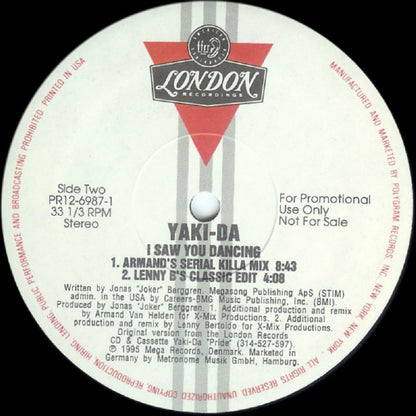 ffrr
LONDON
RECORDINGS
Side Two
PR12-6987-1
33 1/3 RPM
Stereo
For Promotional
Use Only
Not For Sale
YAKI-DA
I SAW YOU DANCING
1. ARMAND'S SERIAL KILLA MIX 8:43
2. LENNY B'S CLASSIC EDIT 4:08
Written by Jonas "Joker" Berggren. Megasong Publishing ApS (STIM)
admin. in the USA by Careers-BMG Music Publishing, Inc. (BMI).
Produced by Jonas "Joker" Berggren. 1. Additional production and remix
by Armand Van Helden for X-Mix Productions. 2. Additional
production and remix by Lenny Bertoldo for X-Mix Productions.
Original version from the London Records
CD & Cassette Yaki-Da "Pride" (314-527-597)
℗ 1995 Mega Records, Denmark. Marketed in
Germany by Metronome Musik GmbH, Hamburg.
MANUFACTURED AND MARKETED BY POLYGRAM RECORDS, INC. NEW YORK, NEW YORK. ALL RIGHTS RESERVED. UNAUTHORIZED COPYING, REPRODUCTION, HIRING, LENDING, PUBLIC PERFORMANCE AND BROADCASTING PROHIBITED. PRINTED IN USA.